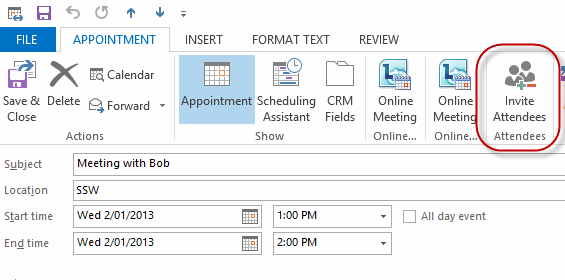 FILE APPOINTMENT INSERT FORMAT TEXT REVIEW
Save & Close
Delete
Calendar
Forward
Actions
Appointment
Scheduling Assistant
CRM Fields
Show
Online Meeting
Online...
Online Meeting
Online...
Invite Attendees
Attendees
Subject Meeting with Bob
Location SSW
Start time Wed 2/01/2013 1:00 PM All day event
End time Wed 2/01/2013 2:00 PM